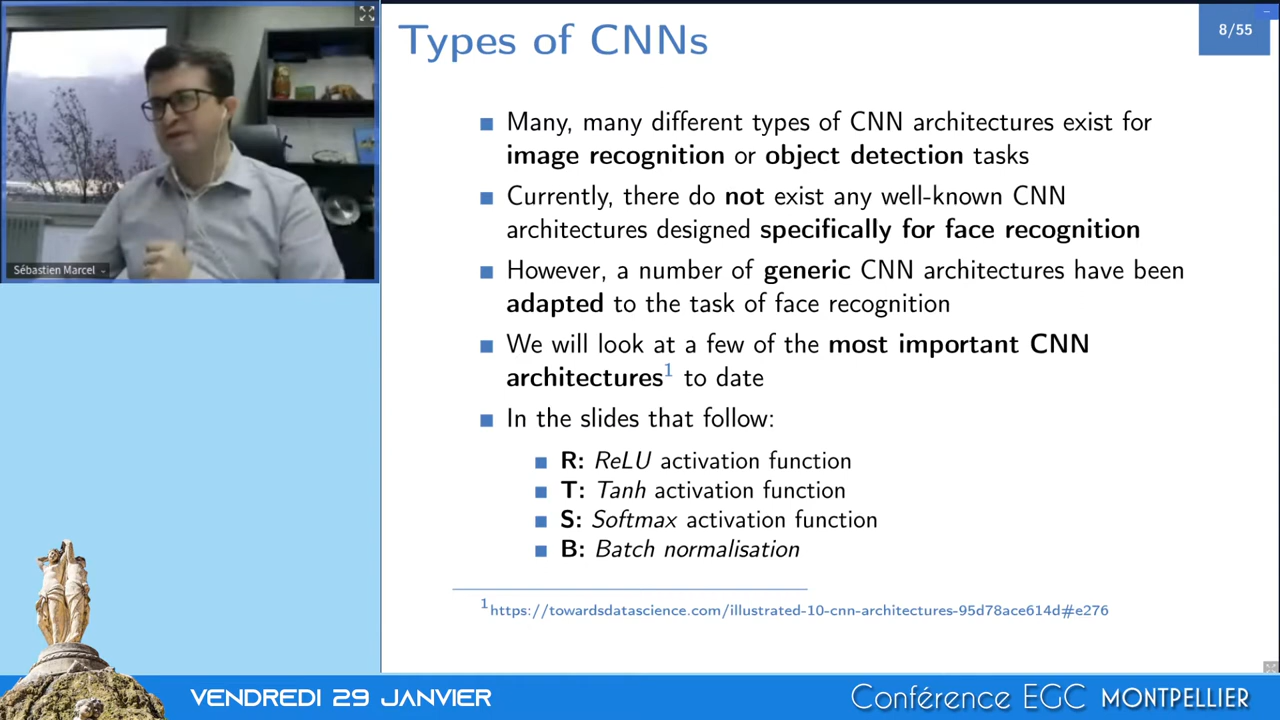 Types of CNNs
8/55
Many, many different types of CNN architectures exist for
image recognition or object detection tasks
Currently, there do not exist any well-known CNN
architectures designed specifically for face recognition
However, a number of generic CNN architectures have been
adapted to the task of face recognition
We will look at a few of the most important CNN
architectures1 to date
In the slides that follow:
R: ReLU activation function
T: Tanh activation function
S: Softmax activation function
B: Batch normalisation
1https://towardsdatascience.com/illustrated-10-cnn-architectures-95d78ace614d#e276
Sébastien Marcel
VENDREDI 29 JANVIER
Conférence EGC MONTPELLIER